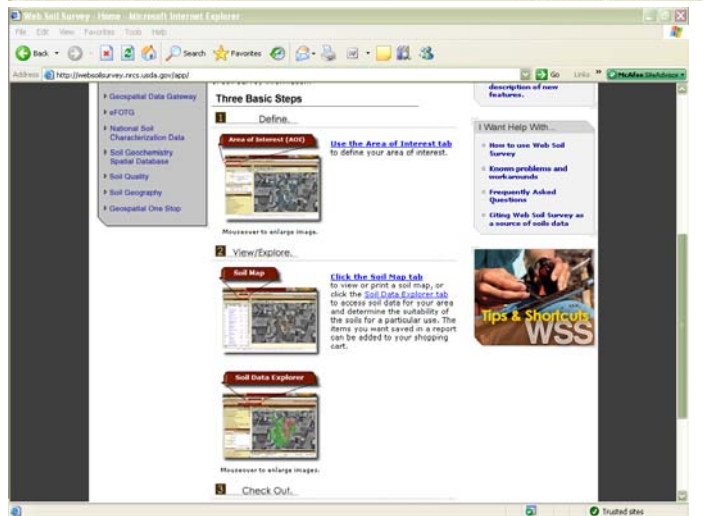 Web Soil Survey - Home - Microsoft Internet Explorer
File Edit View Favorites Tools Help
Back Search Favorites
Address http://websoilsurvey.nrcs.usda.gov/app/ Go Links McAfee SiteAdvisor
Geospatial Data Gateway
eFOTG
National Soil
Characterization Data
Soil Geochemistry
Spatial Database
Soil Quality
Soil Geography
Geospatial One Stop
Three Basic Steps
1 Define.
Area of Interest (AOI)
Use the Area of Interest tab
to define your area of interest.
Mouseover to enlarge image.
2 View/Explore.
Soil Map
Click the Soil Map tab
to view or print a soil map, or
click the Soil Data Explorer tab
to access soil data for your area
and determine the suitability of
the soils for a particular use. The
items you want saved in a report
can be added to your shopping
cart.
Soil Data Explorer
Mouseover to enlarge images.
3 Check Out.
description of new
features.
I Want Help With...
How to use Web Soil
Survey
Known problems and
workarounds
Frequently Asked
Questions
Citing Web Soil Survey as
a source of soils data
Tips & Shortcuts
WSS
Trusted sites